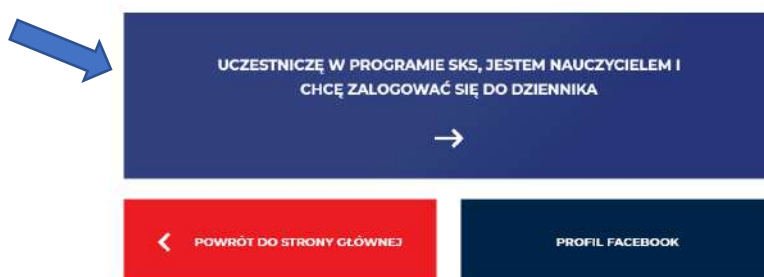 UCZESTNICZĘ W PROGRAMIE SKS, JESTEM NAUCZYCIELEM I
CHCĘ ZALOGOWAĆ SIĘ DO DZIENNIKA
POWRÓT DO STRONY GŁÓWNEJ
PROFIL FACEBOOK